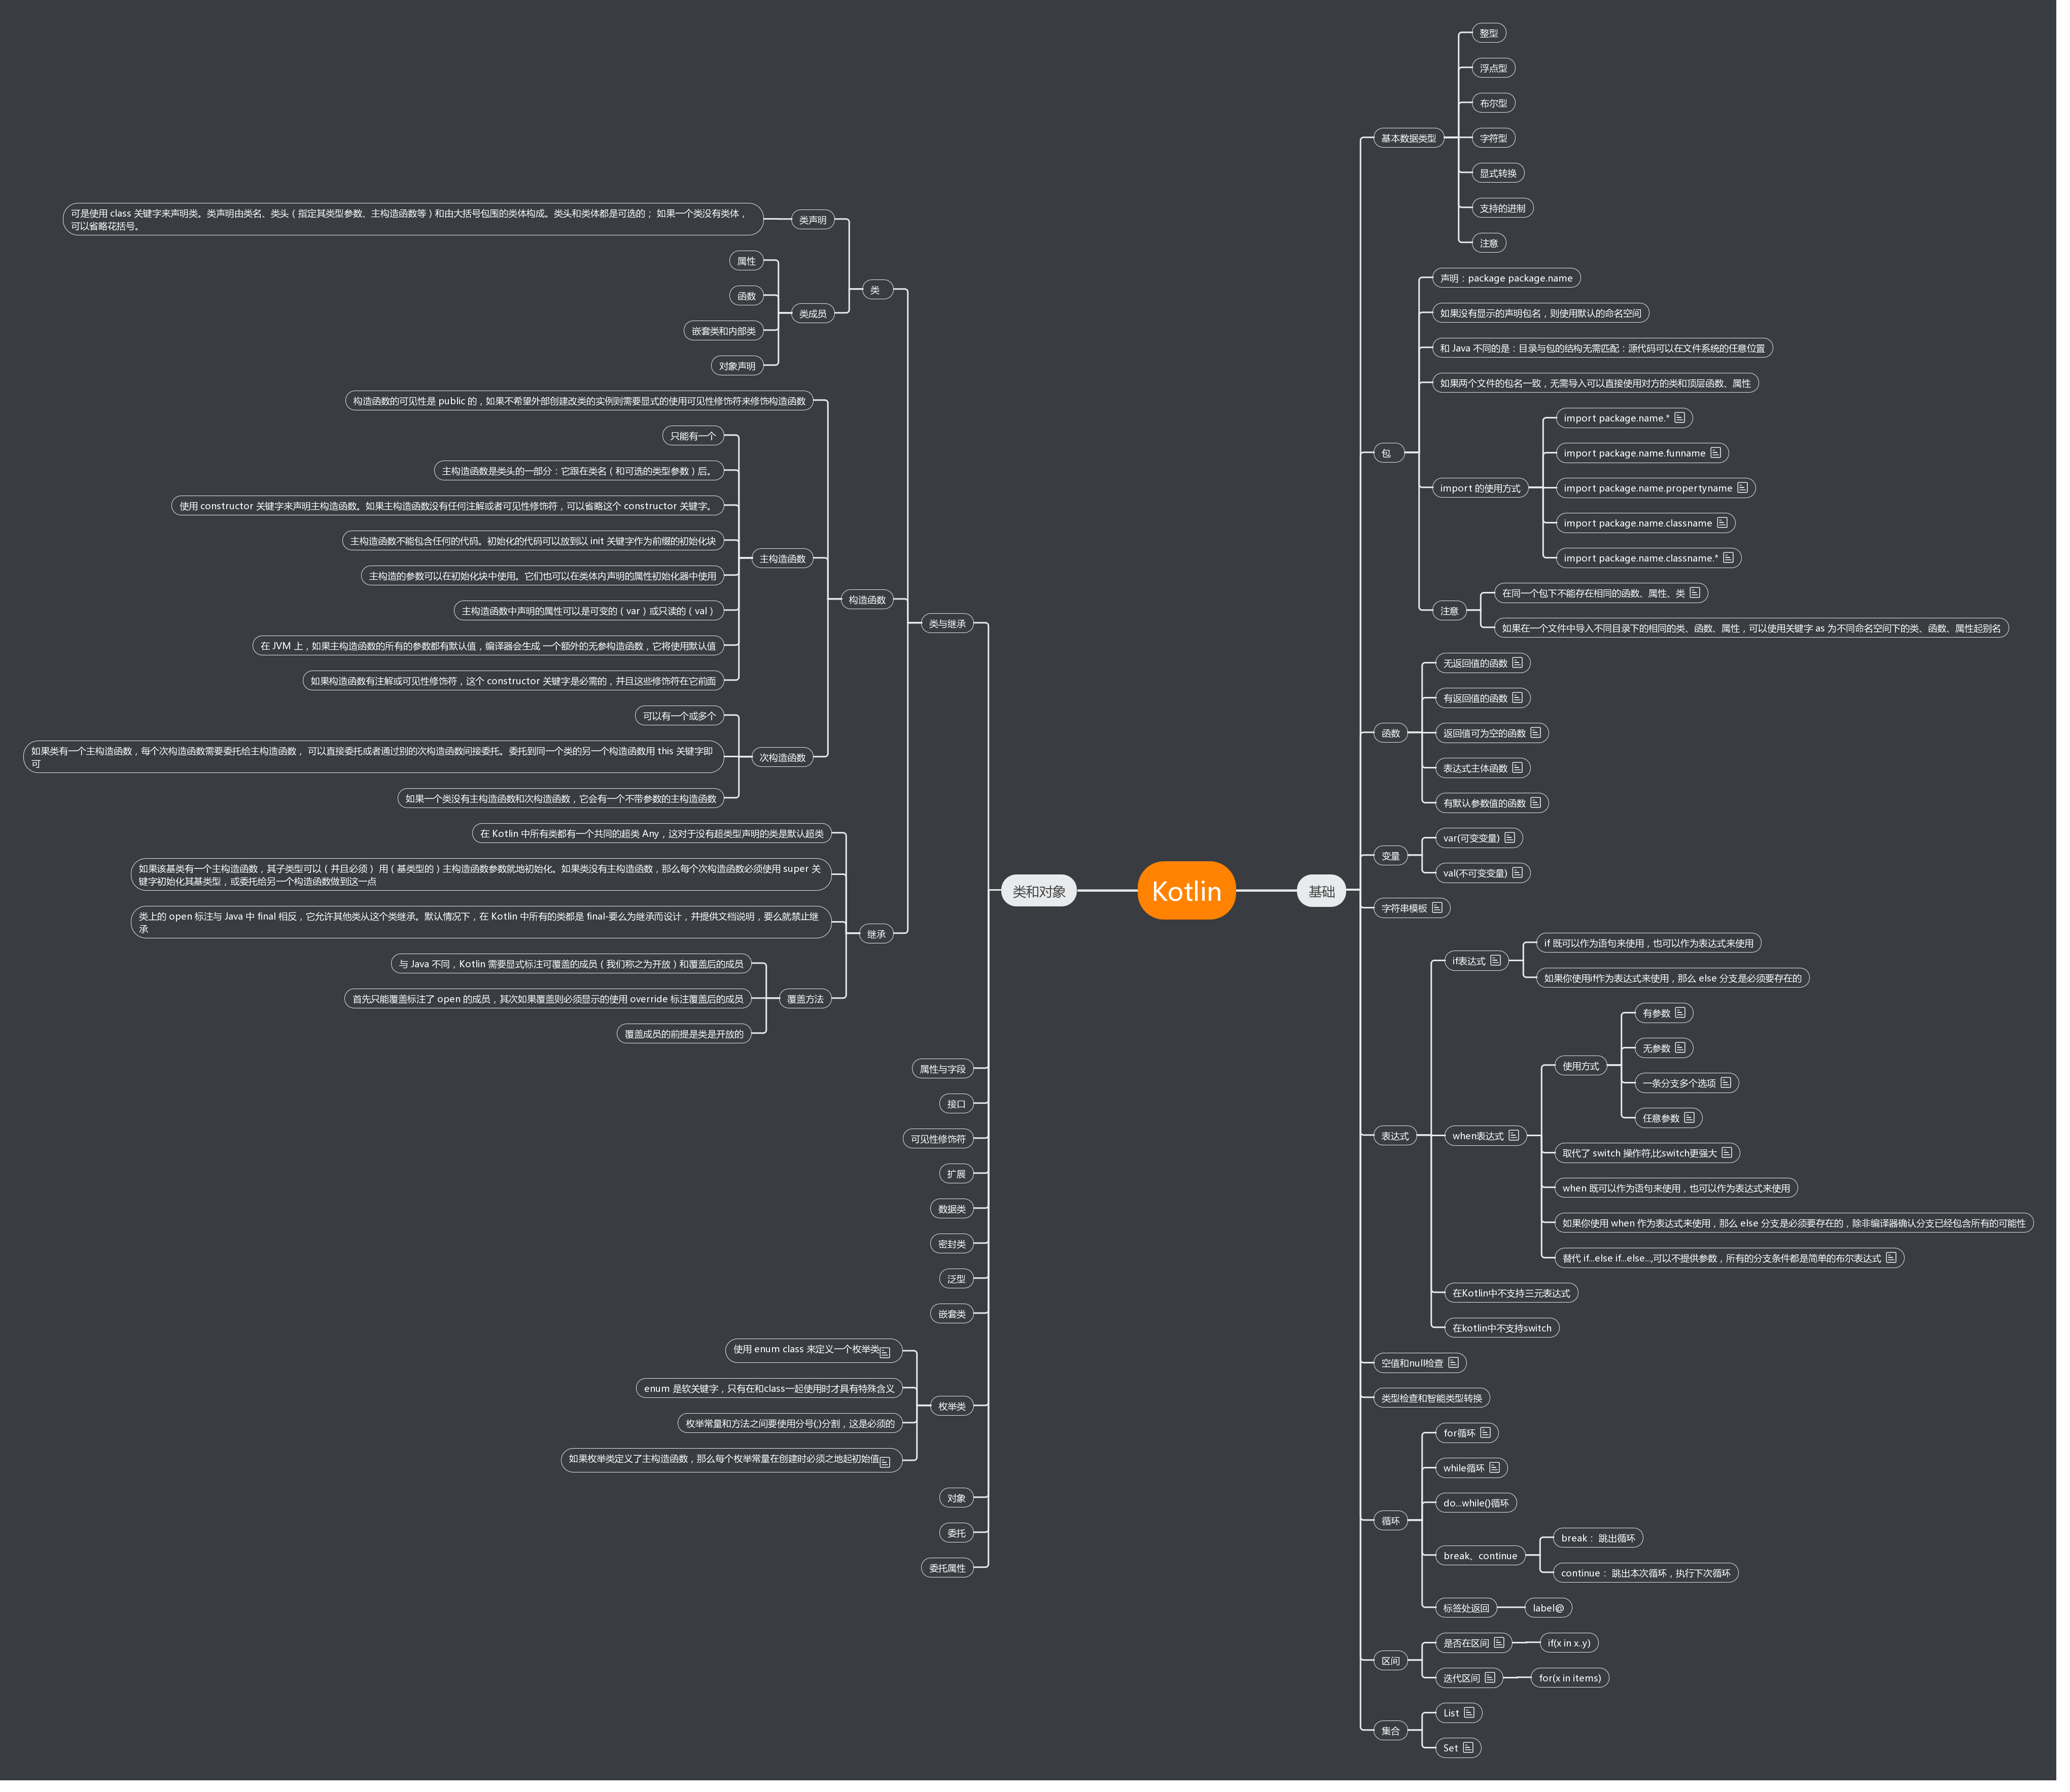 Kotlin
基础
基本数据类型
整型
浮点型
布尔型
字符型
显式转换
支持的进制
注意
包
声明：package package.name
如果没有显示的声明包名，则使用默认的命名空间
和 Java 不同的是：目录与包的结构无需匹配：源代码可以在文件系统的任意位置
如果两个文件的包名一致，无需导入可以直接使用对方的类和顶层函数、属性
import 的使用方式
import package.name.*
import package.name.funname
import package.name.propertyname
import package.name.classname
import package.name.classname.*
注意
在同一个包下不能存在相同的函数、属性、类
如果在一个文件中导入不同目录下的相同的类、函数、属性，可以使用关键字 as 为不同命名空间下的类、函数、属性起别名
函数
无返回值的函数
有返回值的函数
返回值可为空的函数
表达式主体函数
有默认参数值的函数
变量
var(可变变量)
val(不可变变量)
字符串模板
表达式
if表达式
if 既可以作为语句来使用，也可以作为表达式来使用
如果你使用if作为表达式来使用，那么 else 分支是必须要存在的
when表达式
使用方式
有参数
无参数
一条分支多个选项
任意参数
取代了 switch 操作符,比switch更强大
when 既可以作为语句来使用，也可以作为表达式来使用
如果你使用 when 作为表达式来使用，那么 else 分支是必须要存在的，除非编译器确认分支已经包含所有的可能性
替代 if...else if...else...,可以不提供参数，所有的分支条件都是简单的布尔表达式
在Kotlin中不支持三元表达式
在kotlin中不支持switch
空值和null检查
类型检查和智能类型转换
循环
for循环
while循环
do...while()循环
break、continue
break： 跳出循环
continue： 跳出本次循环，执行下次循环
标签处返回
label@
区间
是否在区间
if(x in x..y)
迭代区间
for(x in items)
集合
List
Set
类和对象
类与继承
类
类声明
可是使用 class 关键字来声明类。类声明由类名、类头（指定其类型参数、主构造函数等）和由大括号包围的类体构成。类头和类体都是可选的； 如果一个类没有类体，
可以省略花括号。
类成员
属性
函数
嵌套类和内部类
对象声明
构造函数
构造函数的可见性是 public 的，如果不希望外部创建改类的实例则需要显式的使用可见性修饰符来修饰构造函数
主构造函数
只能有一个
主构造函数是类头的一部分：它跟在类名（和可选的类型参数）后。
使用 constructor 关键字来声明主构造函数。如果主构造函数没有任何注解或者可见性修饰符，可以省略这个 constructor 关键字。
主构造函数不能包含任何的代码。初始化的代码可以放到以 init 关键字作为前缀的初始化块
主构造的参数可以在初始化块中使用。它们也可以在类体内声明的属性初始化器中使用
主构造函数中声明的属性可以是可变的（var）或只读的（val）
在 JVM 上，如果主构造函数的所有的参数都有默认值，编译器会生成 一个额外的无参构造函数，它将使用默认值
如果构造函数有注解或可见性修饰符，这个 constructor 关键字是必需的，并且这些修饰符在它前面
次构造函数
可以有一个或多个
如果类有一个主构造函数，每个次构造函数需要委托给主构造函数， 可以直接委托或者通过别的次构造函数间接委托。委托到同一个类的另一个构造函数用 this 关键字即
可
如果一个类没有主构造函数和次构造函数，它会有一个不带参数的主构造函数
继承
在 Kotlin 中所有类都有一个共同的超类 Any，这对于没有超类型声明的类是默认超类
如果该基类有一个主构造函数，其子类型可以（并且必须） 用（基类型的）主构造函数参数就地初始化。如果类没有主构造函数，那么每个次构造函数必须使用 super 关
键字初始化其基类型，或委托给另一个构造函数做到这一点
类上的 open 标注与 Java 中 final 相反，它允许其他类从这个类继承。默认情况下，在 Kotlin 中所有的类都是 final-要么为继承而设计，并提供文档说明，要么就禁止继
承
覆盖方法
与 Java 不同，Kotlin 需要显式标注可覆盖的成员（我们称之为开放）和覆盖后的成员
首先只能覆盖标注了 open 的成员，其次如果覆盖则必须显示的使用 override 标注覆盖后的成员
覆盖成员的前提是类是开放的
属性与字段
接口
可见性修饰符
扩展
数据类
密封类
泛型
嵌套类
枚举类
使用 enum class 来定义一个枚举类
enum 是软关键字，只有在和class一起使用时才具有特殊含义
枚举常量和方法之间要使用分号(;)分割，这是必须的
如果枚举类定义了主构造函数，那么每个枚举常量在创建时必须之地起初始值
对象
委托
委托属性